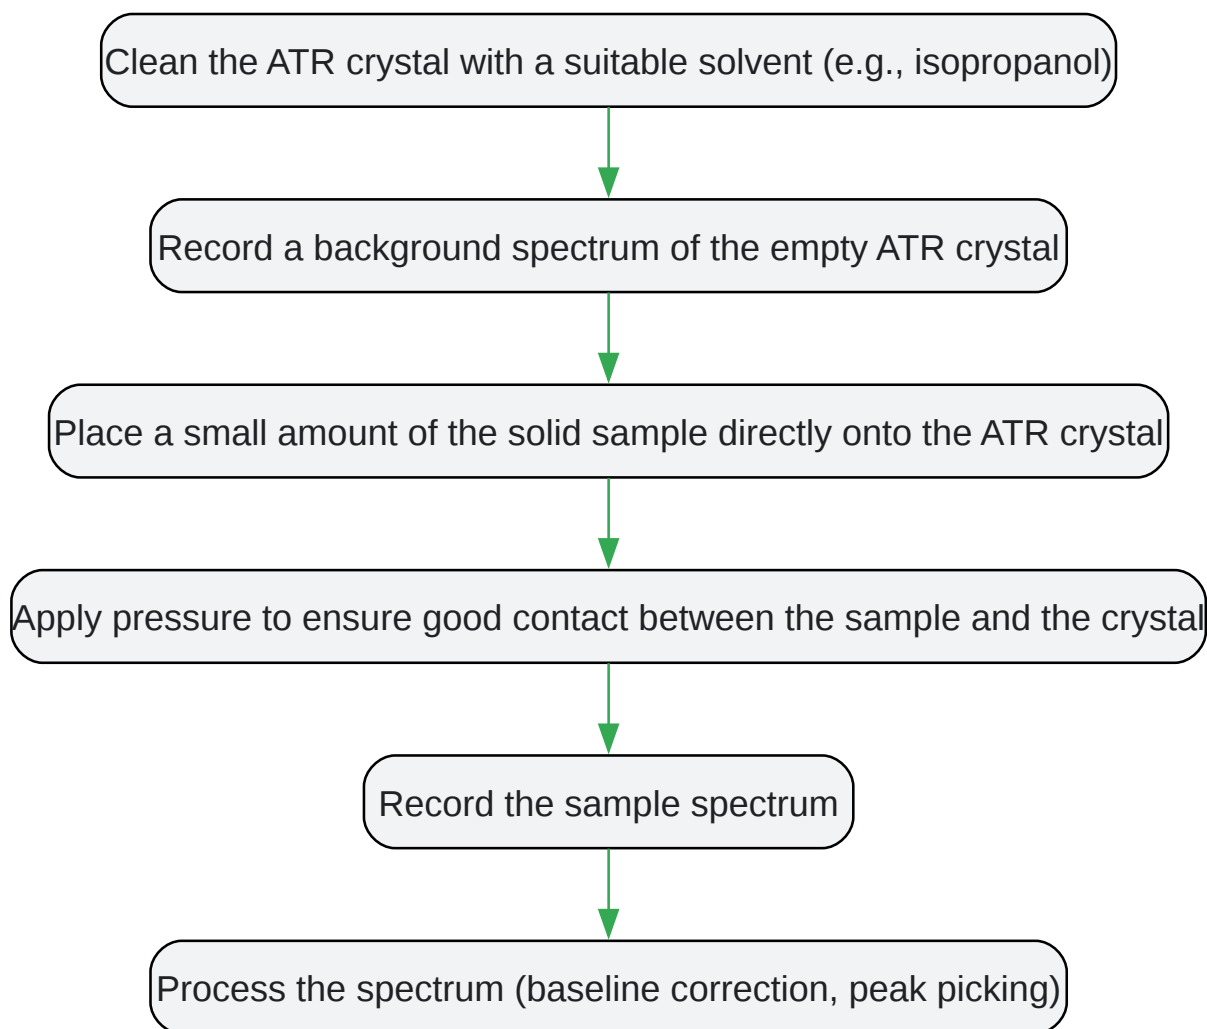 Clean the ATR crystal with a suitable solvent (e.g., isopropanol)
Record a background spectrum of the empty ATR crystal
Place a small amount of the solid sample directly onto the ATR crystal
Apply pressure to ensure good contact between the sample and the crystal
Record the sample spectrum
Process the spectrum (baseline correction, peak picking)